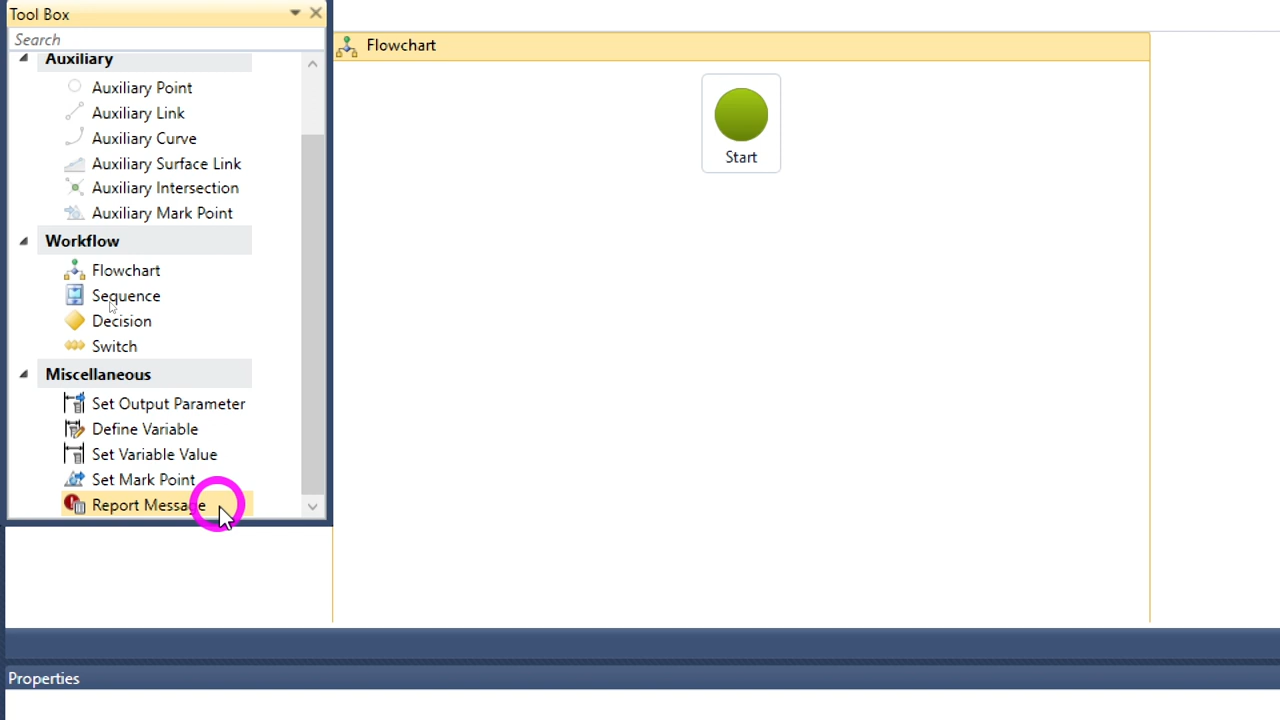 Tool Box
Search
Auxiliary
Auxiliary Point
Auxiliary Link
Auxiliary Curve
Auxiliary Surface Link
Auxiliary Intersection
Auxiliary Mark Point
Workflow
Flowchart
Sequence
Decision
Switch
Miscellaneous
Set Output Parameter
Define Variable
Set Variable Value
Set Mark Point
Report Message
Flowchart
Start
Properties